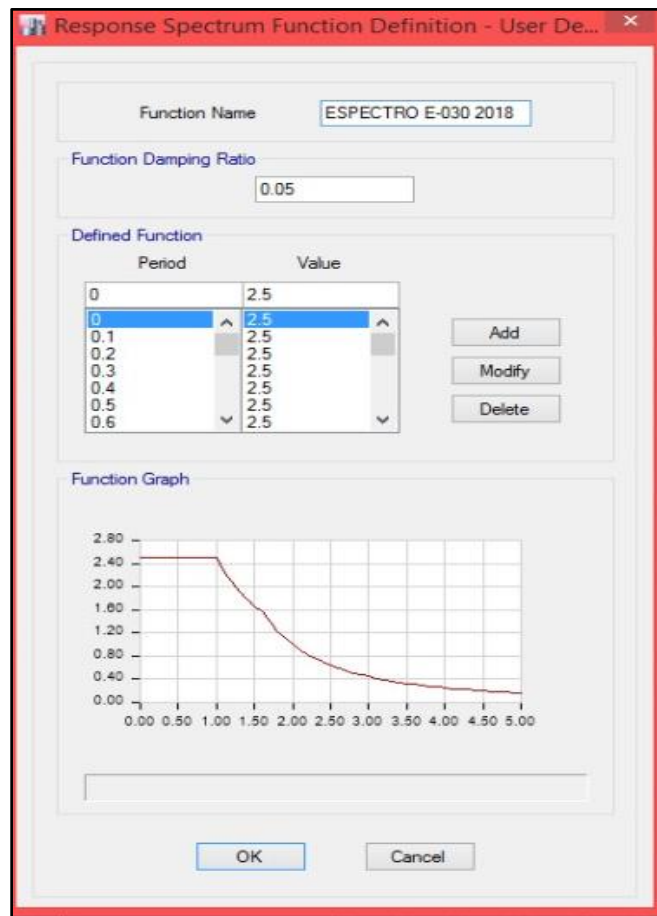 Response Spectrum Function Definition - User De...
Function Name ESPECTRO E-030 2018
Function Damping Ratio
0.05
Defined Function
Period Value
0 2.5
0 2.5
0.1 2.5
0.2 2.5
0.3 2.5
0.4 2.5
0.5 2.5
0.6 2.5
Add
Modify
Delete
Function Graph
2.80
2.40
2.00
1.60
1.20
0.80
0.40
0.00
0.00 0.50 1.00 1.50 2.00 2.50 3.00 3.50 4.00 4.50 5.00
OK Cancel